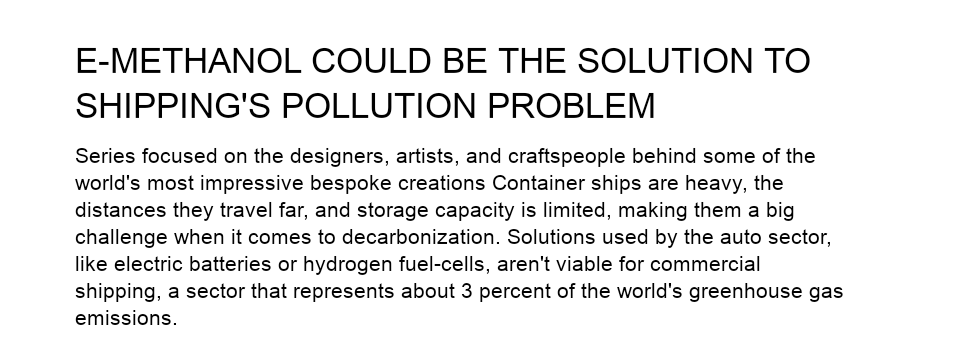 E-METHANOL COULD BE THE SOLUTION TO
SHIPPING'S POLLUTION PROBLEM
Series focused on the designers, artists, and craftspeople behind some of the
world's most impressive bespoke creations Container ships are heavy, the
distances they travel far, and storage capacity is limited, making them a big
challenge when it comes to decarbonization. Solutions used by the auto sector,
like electric batteries or hydrogen fuel-cells, aren't viable for commercial
shipping, a sector that represents about 3 percent of the world's greenhouse gas
emissions.